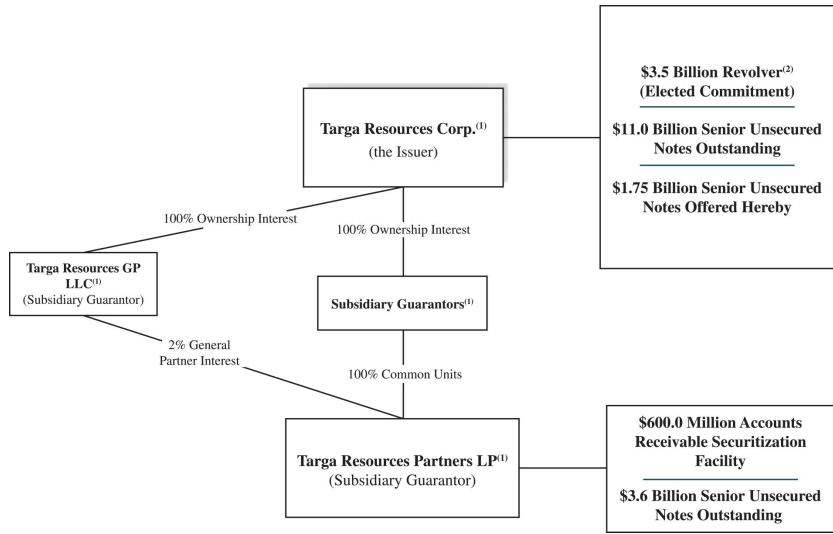 $3.5 Billion Revolver(2)
(Elected Commitment)
$11.0 Billion Senior Unsecured
Notes Outstanding
$1.75 Billion Senior Unsecured
Notes Offered Hereby
Targa Resources Corp.(1)
(the Issuer)
100% Ownership Interest
100% Ownership Interest
Targa Resources GP
LLC(1)
(Subsidiary Guarantor)
Subsidiary Guarantors(1)
2% General
Partner Interest
100% Common Units
Targa Resources Partners LP(1)
(Subsidiary Guarantor)
$600.0 Million Accounts
Receivable Securitization
Facility
$3.6 Billion Senior Unsecured
Notes Outstanding